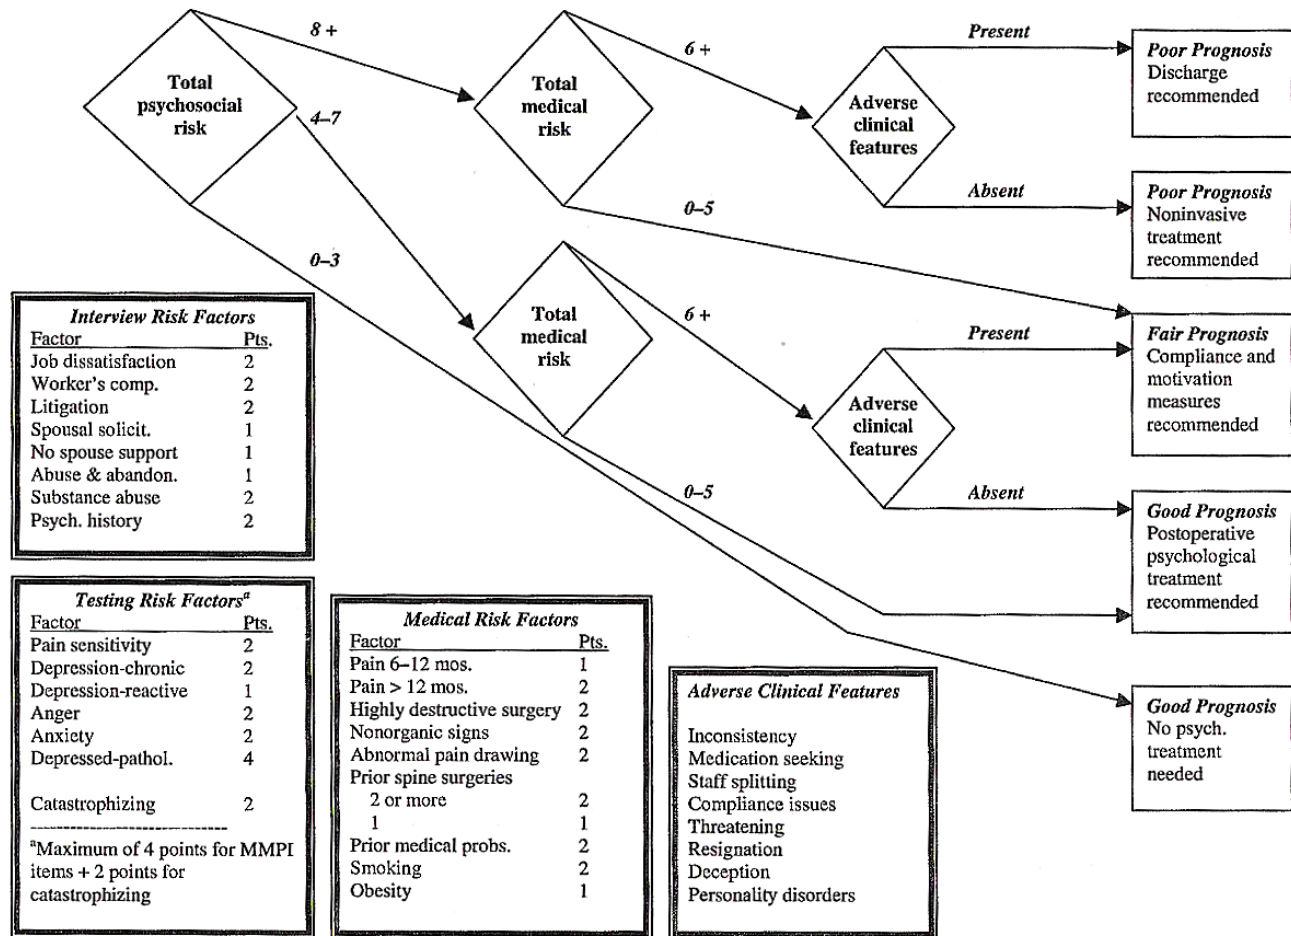 8 +
Total
psychosocial
risk
4–7
0–3
Total
medical
risk
6 +
0–5
Adverse
clinical
features
Present
Absent
Poor Prognosis
Discharge
recommended
Poor Prognosis
Noninvasive
treatment
recommended
Total
medical
risk
6 +
0–5
Adverse
clinical
features
Present
Absent
Fair Prognosis
Compliance and
motivation
measures
recommended
Good Prognosis
Postoperative
psychological
treatment
recommended
Good Prognosis
No psych.
treatment
needed
Interview Risk Factors
Factor Pts.
Job dissatisfaction 2
Worker's comp. 2
Litigation 2
Spousal solicit. 1
No spouse support 1
Abuse & abandon. 1
Substance abuse 2
Psych. history 2
Testing Risk Factorsᵃ
Factor Pts.
Pain sensitivity 2
Depression-chronic 2
Depression-reactive 1
Anger 2
Anxiety 2
Depressed-pathol. 4
Catastrophizing 2
ᵃMaximum of 4 points for MMPI
items + 2 points for
catastrophizing
Medical Risk Factors
Factor Pts.
Pain 6–12 mos. 1
Pain > 12 mos. 2
Highly destructive surgery 2
Nonorganic signs 2
Abnormal pain drawing 2
Prior spine surgeries
2 or more 2
1 1
Prior medical probs. 2
Smoking 2
Obesity 1
Adverse Clinical Features
Inconsistency
Medication seeking
Staff splitting
Compliance issues
Threatening
Resignation
Deception
Personality disorders